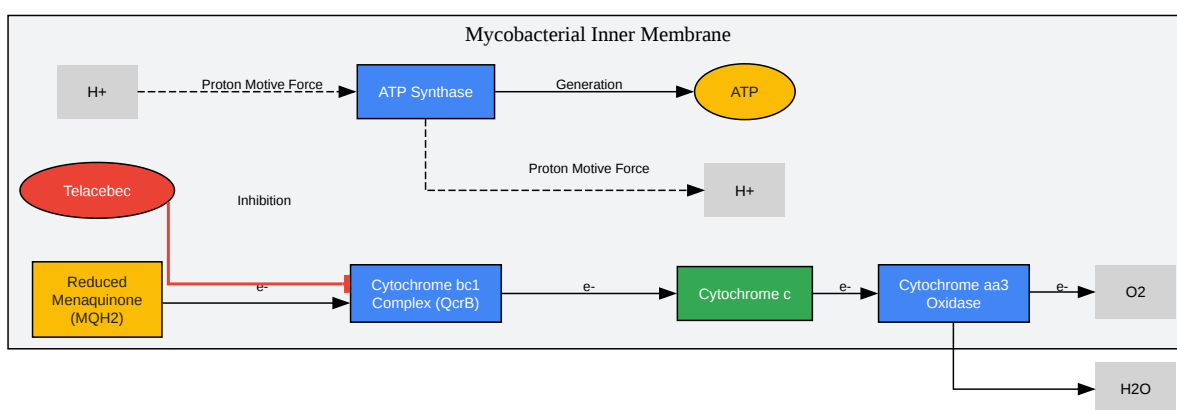 Mycobacterial Inner Membrane
H+
Proton Motive Force
ATP Synthase
Generation
ATP
Proton Motive Force
H+
Telacebec
Inhibition
Reduced
Menaquinone
(MQH2)
e-
Cytochrome bc1
Complex (QcrB)
e-
Cytochrome c
e-
Cytochrome aa3
Oxidase
e-
O2
H2O